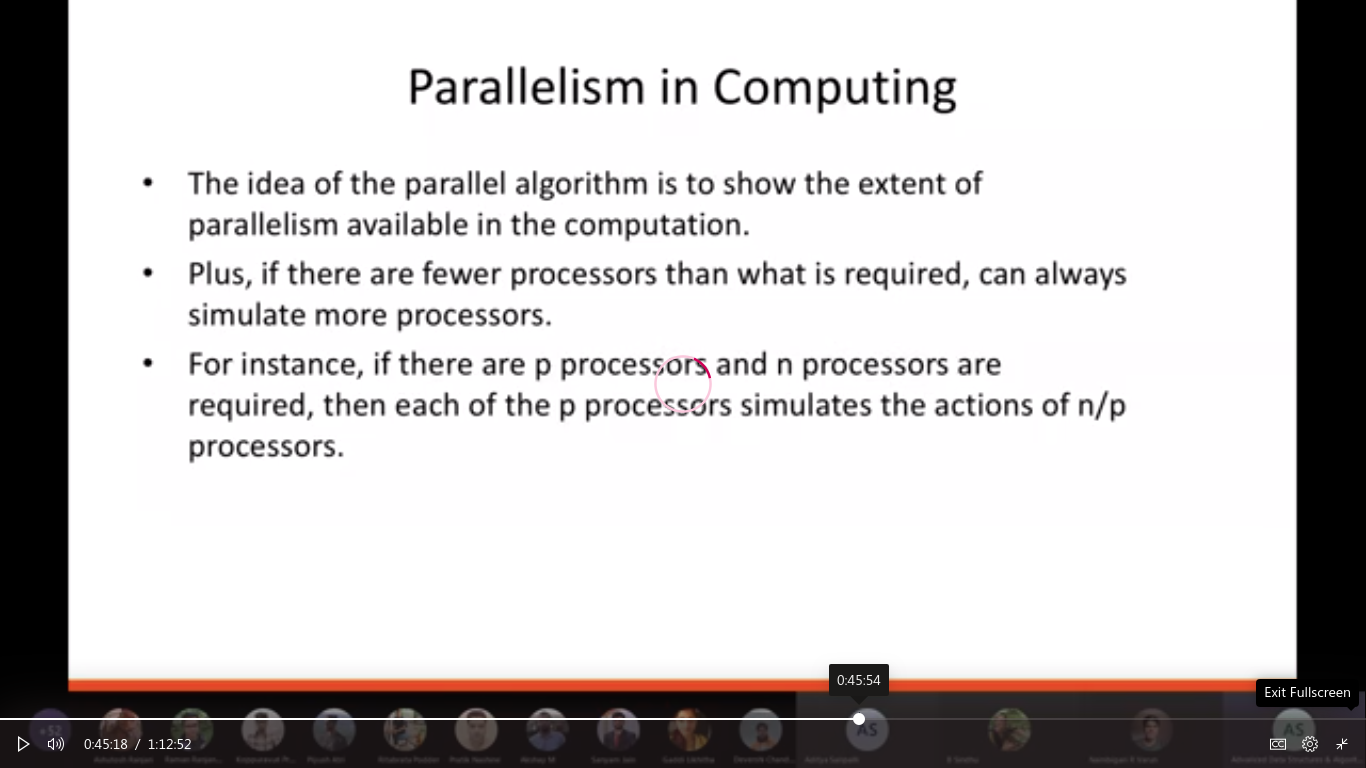 Parallelism in Computing
• The idea of the parallel algorithm is to show the extent of
parallelism available in the computation.
• Plus, if there are fewer processors than what is required, can always
simulate more processors.
• For instance, if there are p processors and n processors are
required, then each of the p processors simulates the actions of n/p
processors.
0:45:54
Exit Fullscreen
AS
AS
0:45:18 / 1:12:52
CC